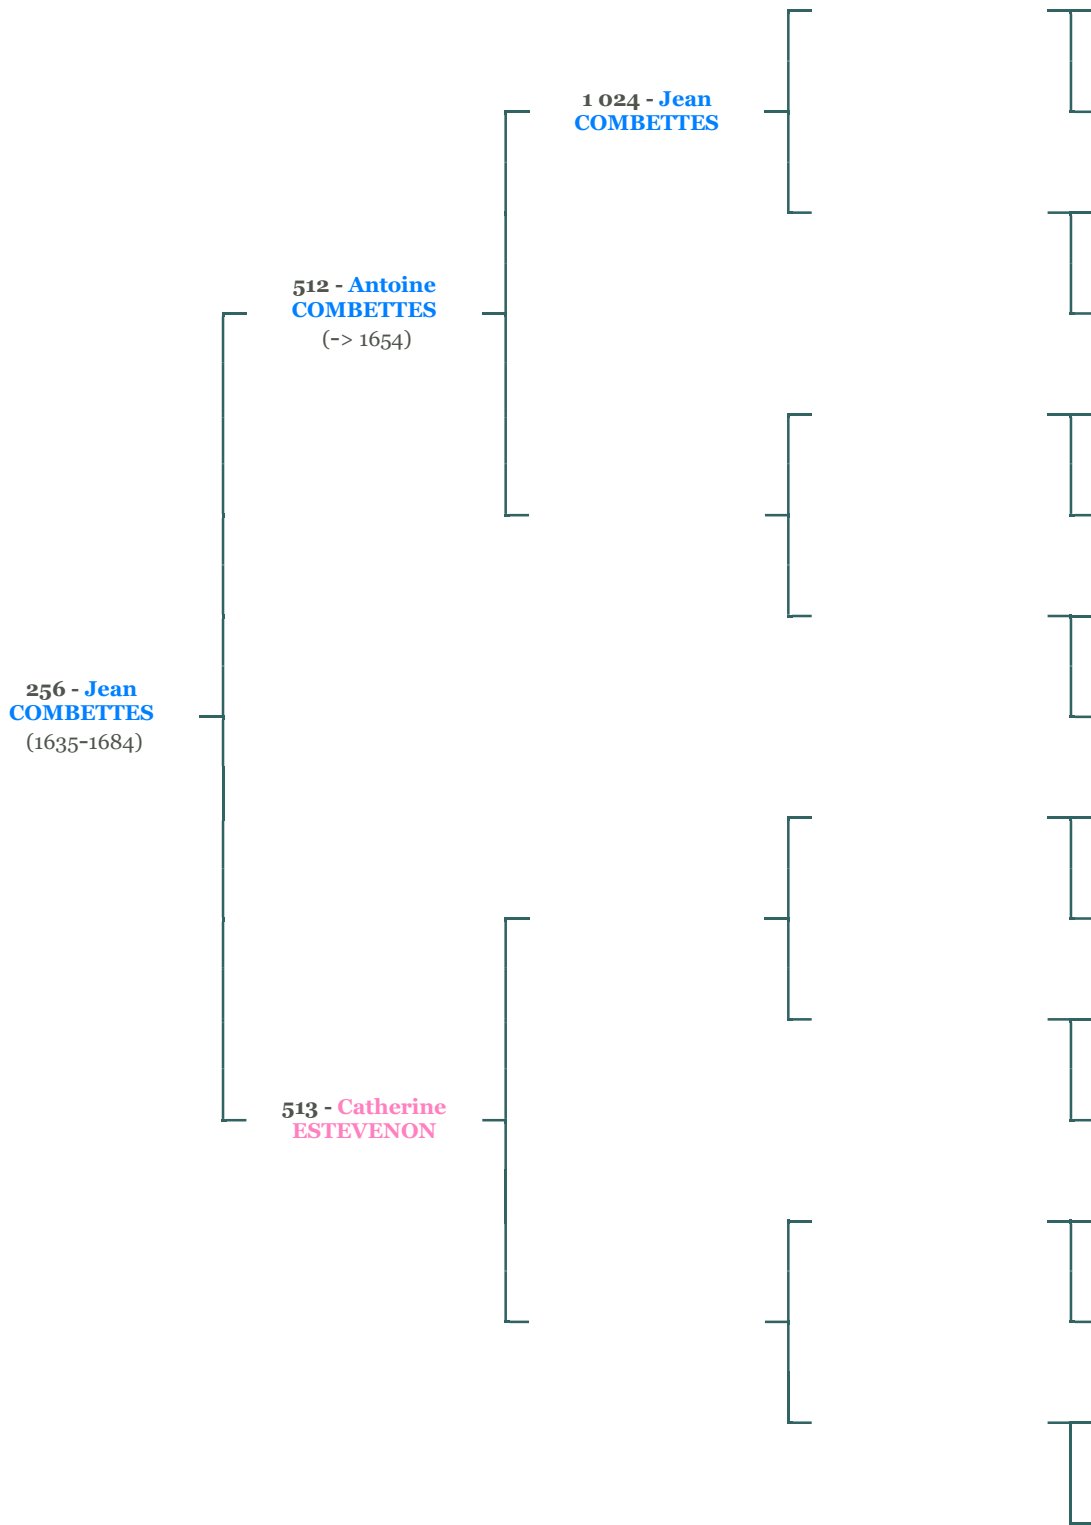 1 024 - Jean
COMBETTES
512 - Antoine
COMBETTES
(-> 1654)
256 - Jean
COMBETTES
(1635-1684)
513 - Catherine
ESTEVENON